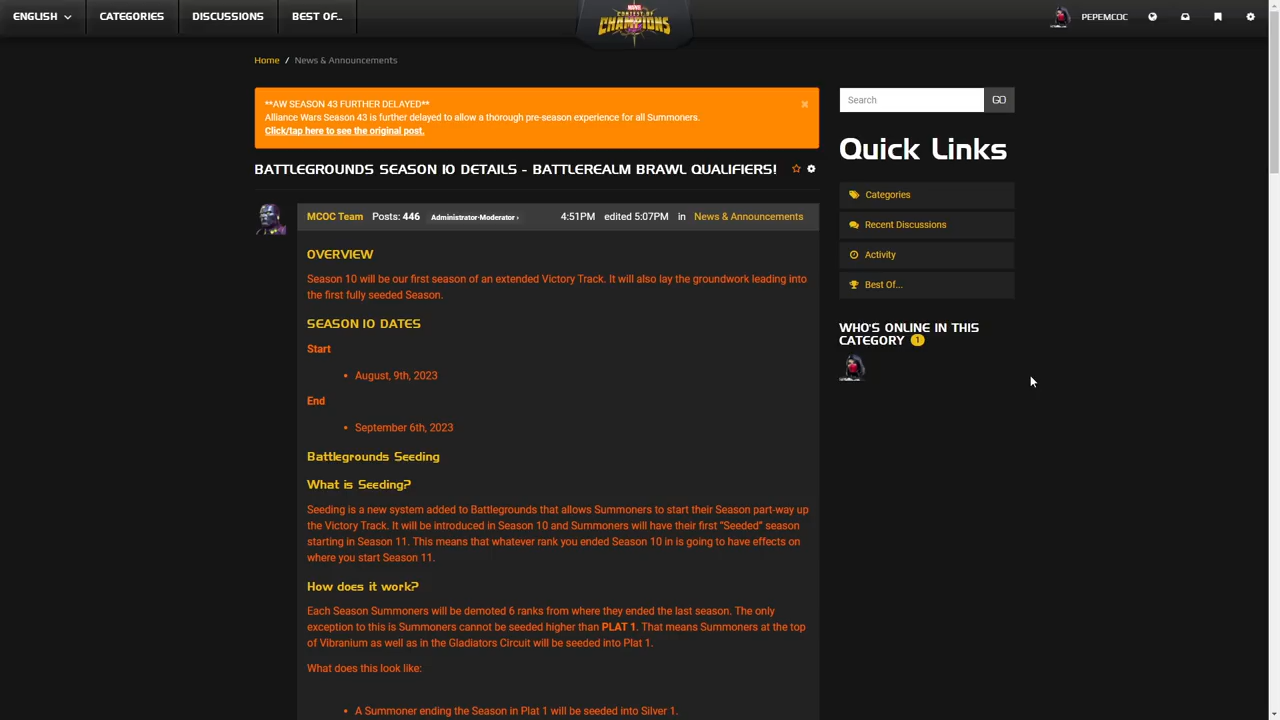 ENGLISH CATEGORIES DISCUSSIONS BEST OF... MARVEL CONTEST OF CHAMPIONS PEPEMCOC
Home / News & Announcements
**AW SEASON 43 FURTHER DELAYED**
Alliance Wars Season 43 is further delayed to allow a thorough pre-season experience for all Summoners.
Click/tap here to see the original post.
×
BATTLEGROUNDS SEASON 10 DETAILS - BATTLEREALM BRAWL QUALIFIERS!
MCOC Team Posts: 446 Administrator-Moderator › 4:51PM edited 5:07PM in News & Announcements
OVERVIEW
Season 10 will be our first season of an extended Victory Track. It will also lay the groundwork leading into
the first fully seeded Season.
SEASON 10 DATES
Start
• August, 9th, 2023
End
• September 6th, 2023
Battlegrounds Seeding
What is Seeding?
Seeding is a new system added to Battlegrounds that allows Summoners to start their Season part-way up
the Victory Track. It will be introduced in Season 10 and Summoners will have their first “Seeded” season
starting in Season 11. This means that whatever rank you ended Season 10 in is going to have effects on
where you start Season 11.
How does it work?
Each Season Summoners will be demoted 6 ranks from where they ended the last season. The only
exception to this is Summoners cannot be seeded higher than PLAT 1. That means Summoners at the top
of Vibranium as well as in the Gladiators Circuit will be seeded into Plat 1.
What does this look like:
• A Summoner ending the Season in Plat 1 will be seeded into Silver 1.
Search GO
Quick Links
Categories
Recent Discussions
Activity
Best Of...
WHO'S ONLINE IN THIS
CATEGORY 1